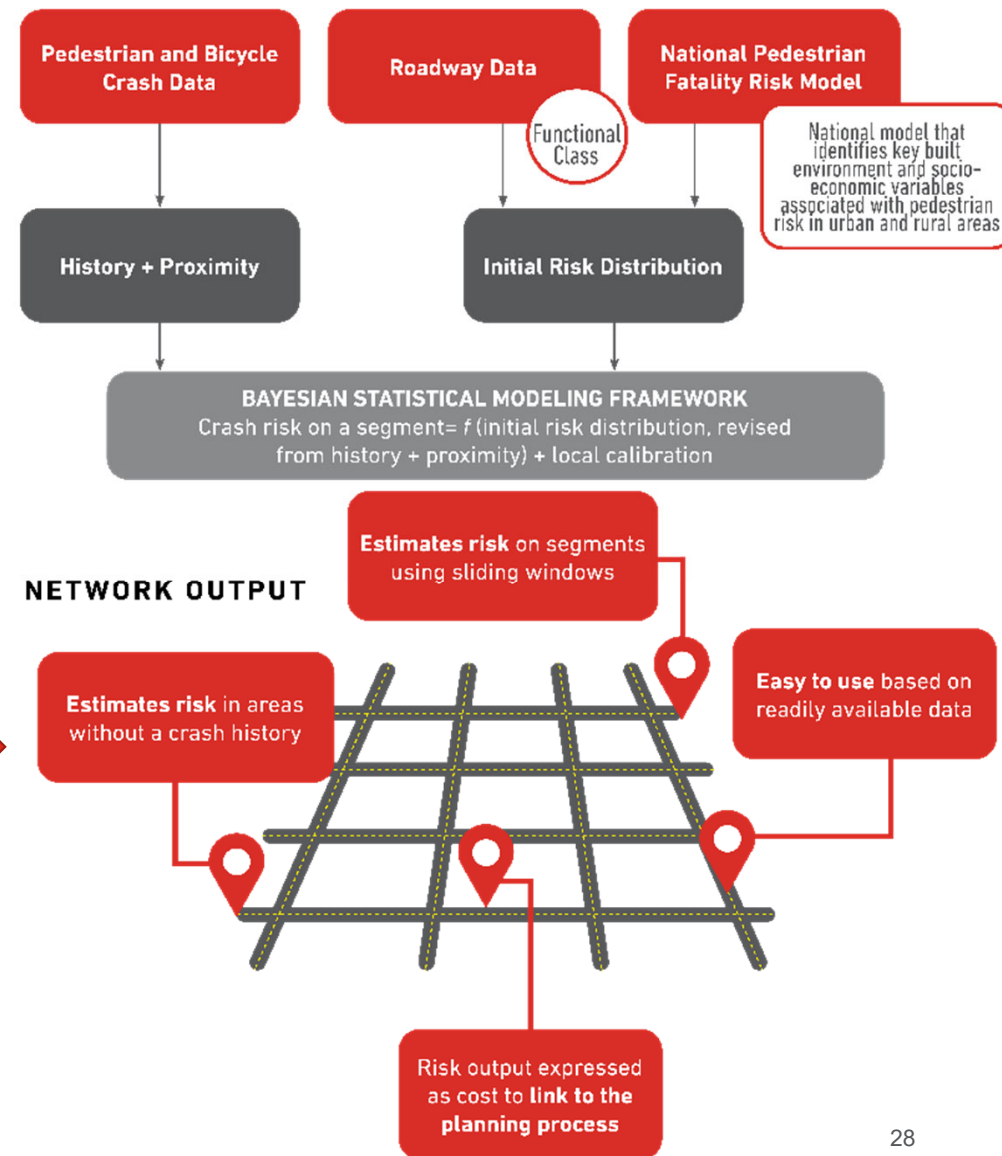 Pedestrian and Bicycle
Crash Data
Roadway Data
Functional
Class
National Pedestrian
Fatality Risk Model
National model that
identifies key built
environment and socio-
economic variables
associated with pedestrian
risk in urban and rural areas
History + Proximity
Initial Risk Distribution
BAYESIAN STATISTICAL MODELING FRAMEWORK
Crash risk on a segment= f (initial risk distribution, revised
from history + proximity) + local calibration
NETWORK OUTPUT
Estimates risk on segments
using sliding windows
Estimates risk in areas
without a crash history
Easy to use based on
readily available data
Risk output expressed
as cost to link to the
planning process
28